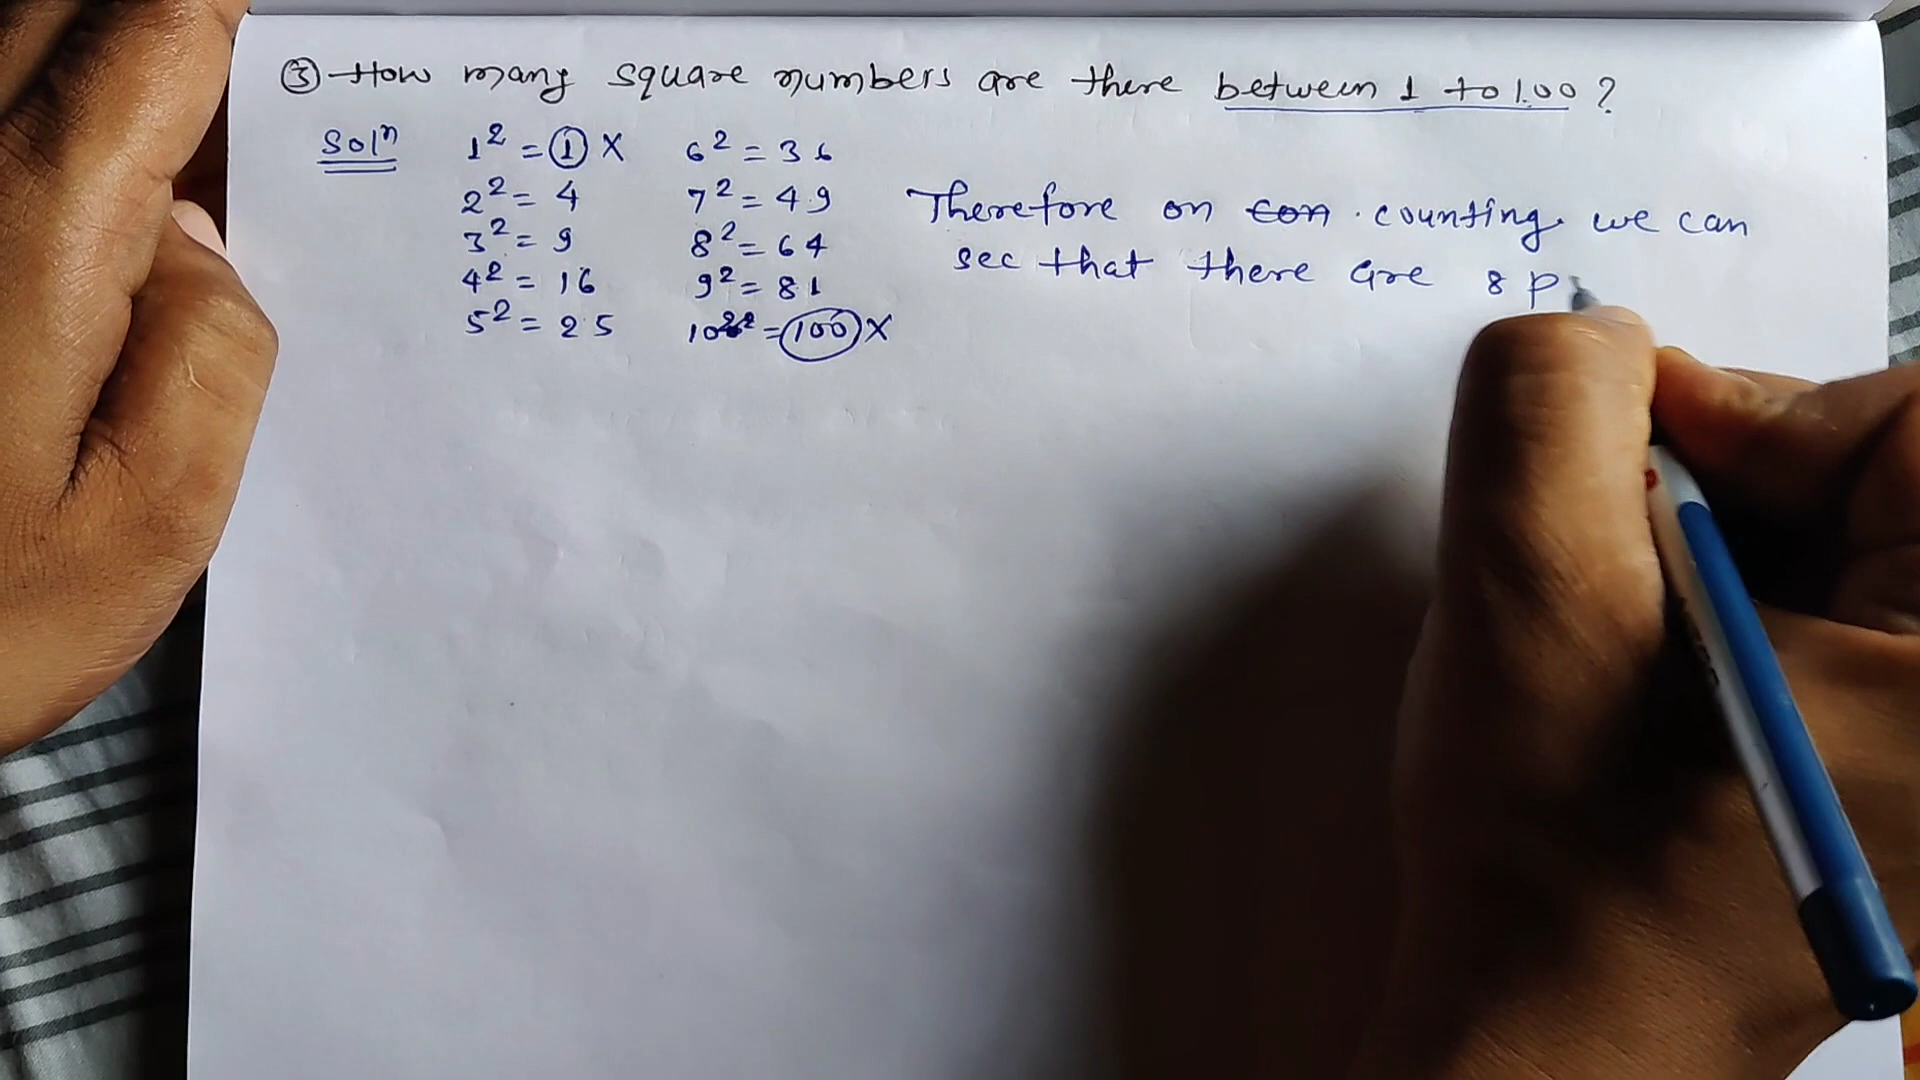 ③ How many square numbers are there between 1 to 100?
Solⁿ
1² = 1 X
2² = 4
3² = 9
4² = 16
5² = 25
6² = 36
7² = 49
8² = 64
9² = 81
10² = 100 X
Therefore on con counting we can
see that there are 8 p